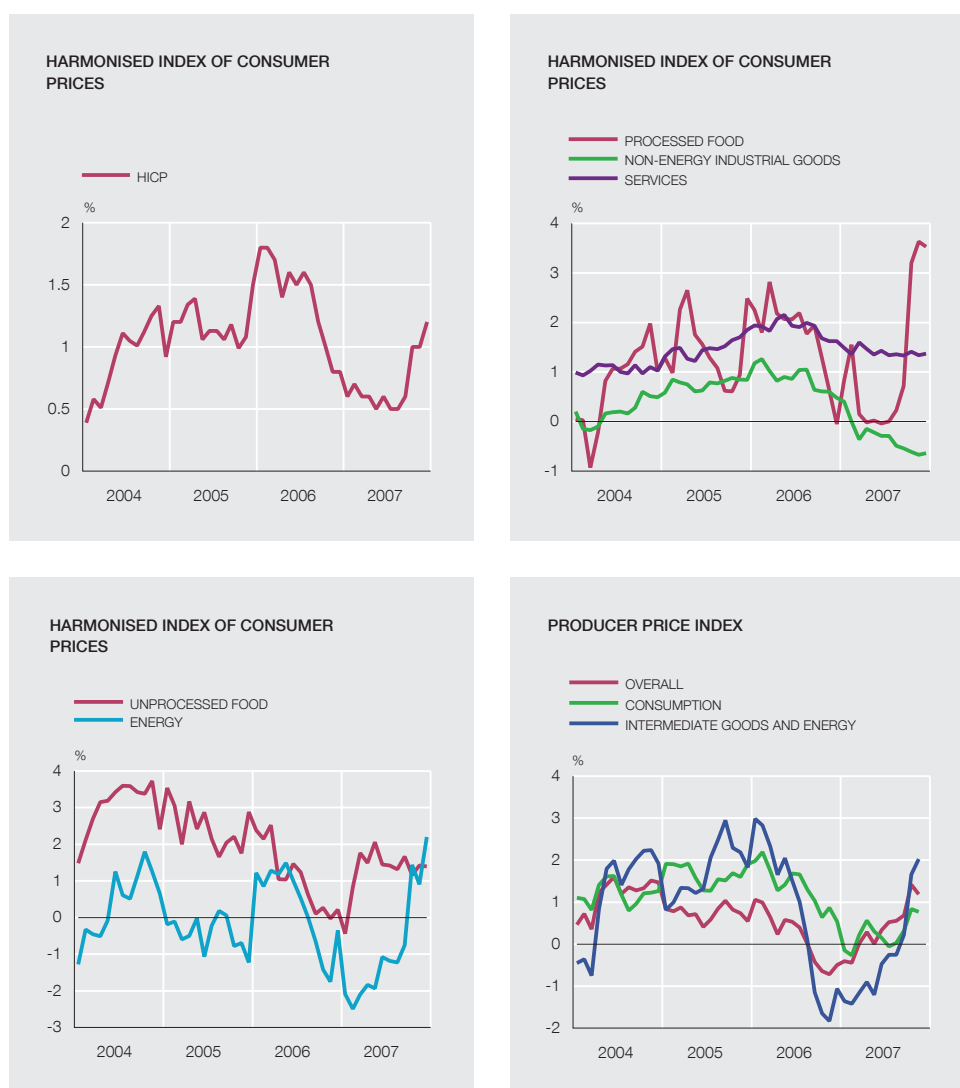 HARMONISED INDEX OF CONSUMER
PRICES
HICP
%
2
1.5
1
0.5
0
2004 2005 2006 2007
HARMONISED INDEX OF CONSUMER
PRICES
PROCESSED FOOD
NON-ENERGY INDUSTRIAL GOODS
SERVICES
%
4
3
2
1
0
-1
2004 2005 2006 2007
HARMONISED INDEX OF CONSUMER
PRICES
UNPROCESSED FOOD
ENERGY
%
4
3
2
1
0
-1
-2
-3
2004 2005 2006 2007
PRODUCER PRICE INDEX
OVERALL
CONSUMPTION
INTERMEDIATE GOODS AND ENERGY
%
4
3
2
1
0
-1
-2
2004 2005 2006 2007